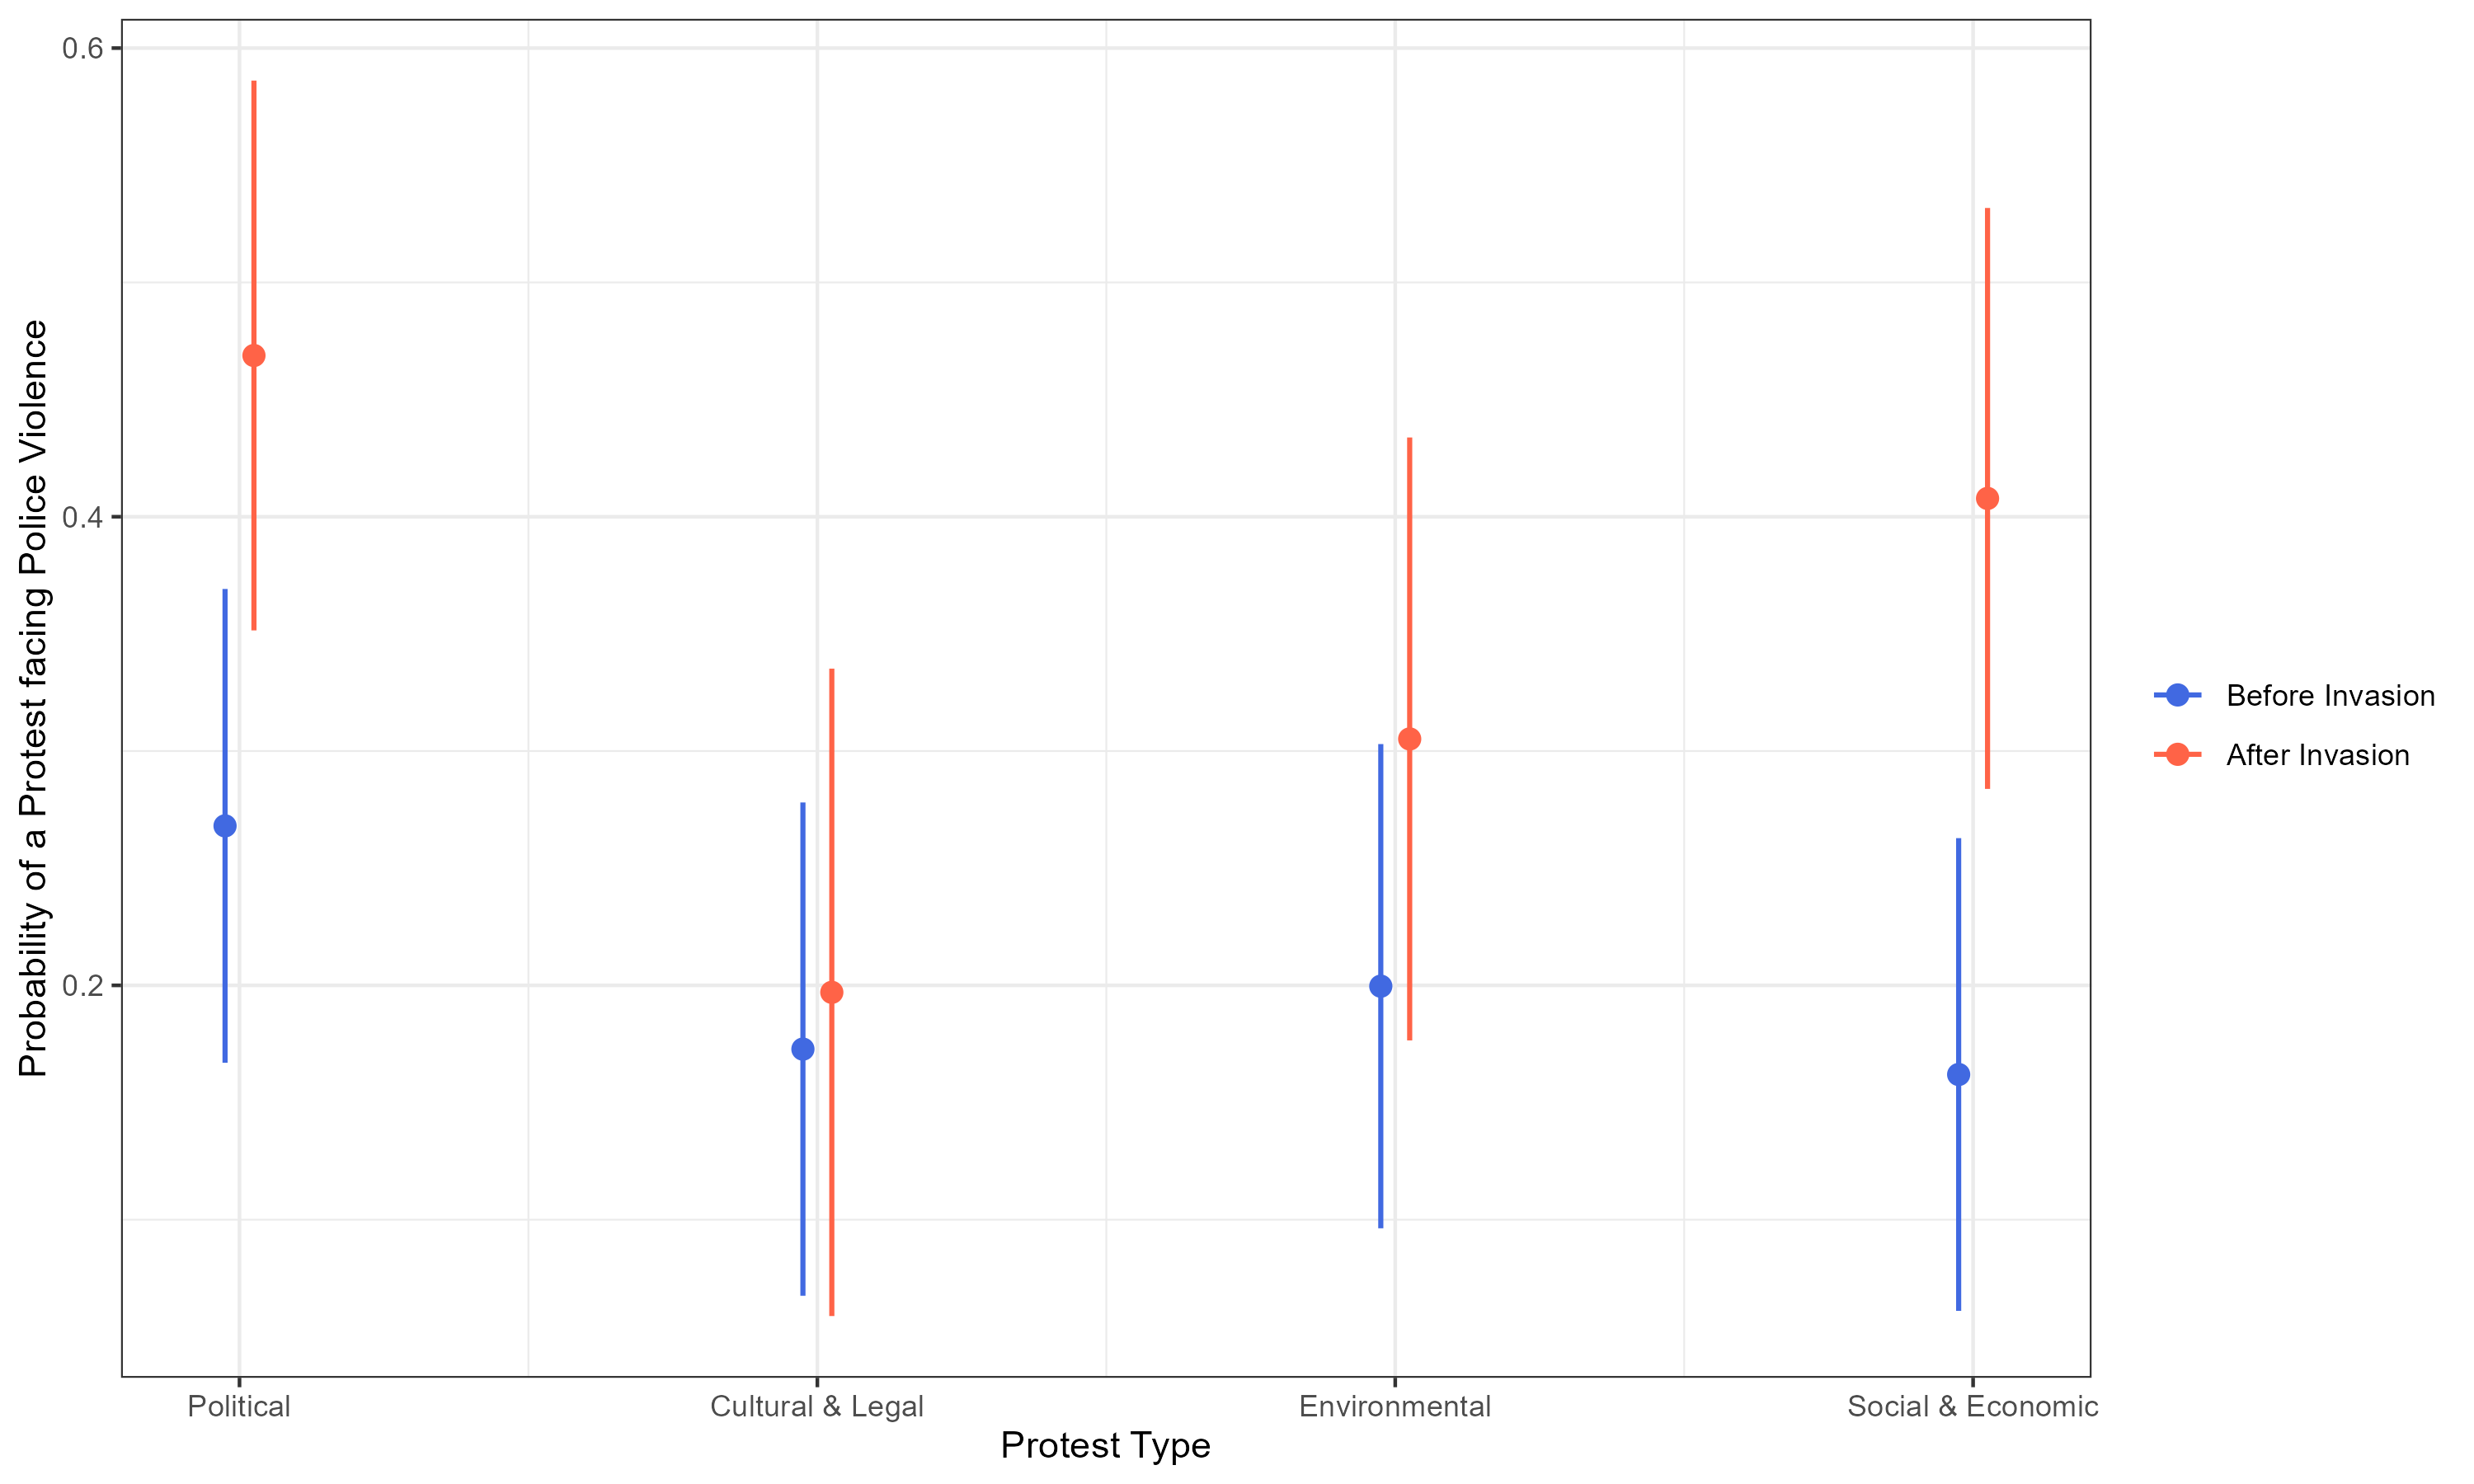 Probability of a Protest facing Police Violence
0.6
0.4
0.2
Political
Cultural & Legal
Environmental
Social & Economic
Protest Type
Before Invasion
After Invasion